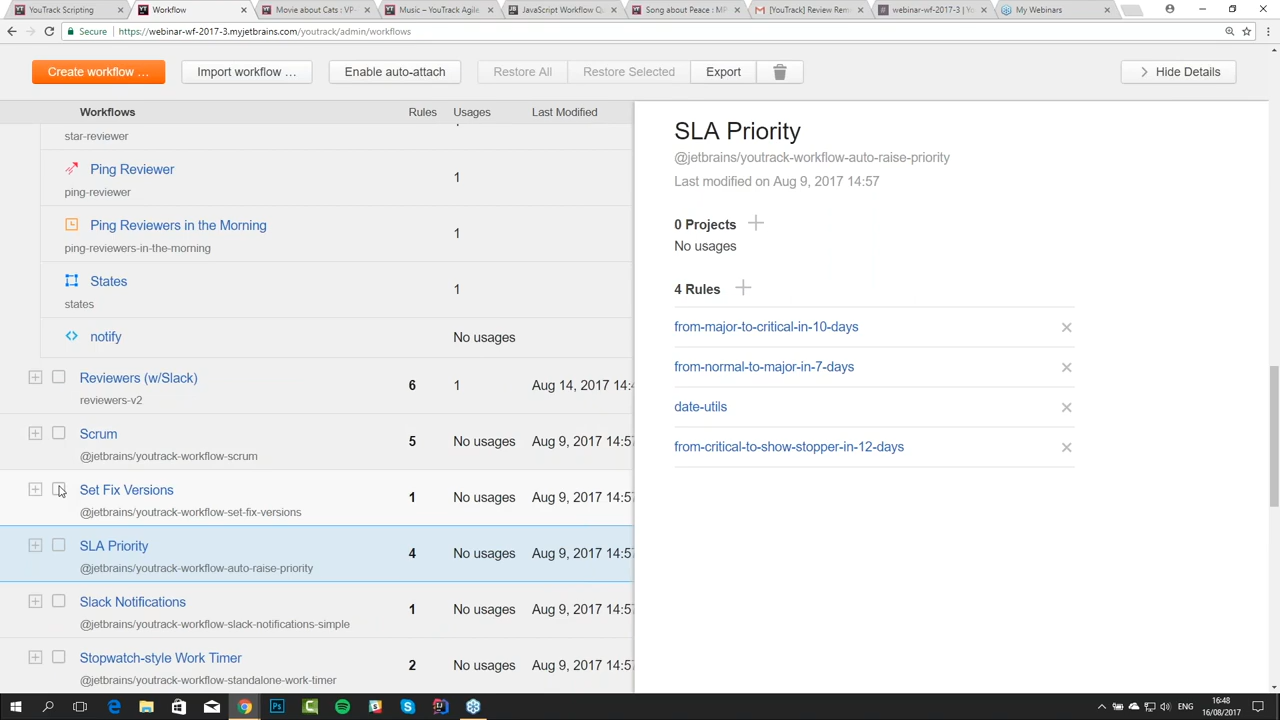 YouTrack Scripting
Workflow
Movie about Cats : VP-
Music – YouTrack Agile
JavaScript Workflow Q
Song about Peace : MP
[YouTrack] Review Rem
webinar-wf-2017-3 | Yo
My Webinars
Secure | https://webinar-wf-2017-3.myjetbrains.com/youtrack/admin/workflows
Create workflow …
Import workflow …
Enable auto-attach
Restore All
Restore Selected
Export
Hide Details
Workflows Rules Usages Last Modified
star-reviewer
Ping Reviewer 1
ping-reviewer
Ping Reviewers in the Morning 1
ping-reviewers-in-the-morning
States 1
states
notify No usages
Reviewers (w/Slack) 6 1 Aug 14, 2017 14:4
reviewers-v2
Scrum 5 No usages Aug 9, 2017 14:57
@jetbrains/youtrack-workflow-scrum
Set Fix Versions 1 No usages Aug 9, 2017 14:57
@jetbrains/youtrack-workflow-set-fix-versions
SLA Priority 4 No usages Aug 9, 2017 14:57
@jetbrains/youtrack-workflow-auto-raise-priority
Slack Notifications 1 No usages Aug 9, 2017 14:57
@jetbrains/youtrack-workflow-slack-notifications-simple
Stopwatch-style Work Timer 2 No usages Aug 9, 2017 14:57
@jetbrains/youtrack-workflow-standalone-work-timer
SLA Priority
@jetbrains/youtrack-workflow-auto-raise-priority
Last modified on Aug 9, 2017 14:57
0 Projects
No usages
4 Rules
from-major-to-critical-in-10-days
from-normal-to-major-in-7-days
date-utils
from-critical-to-show-stopper-in-12-days
ENG
16:48
16/08/2017